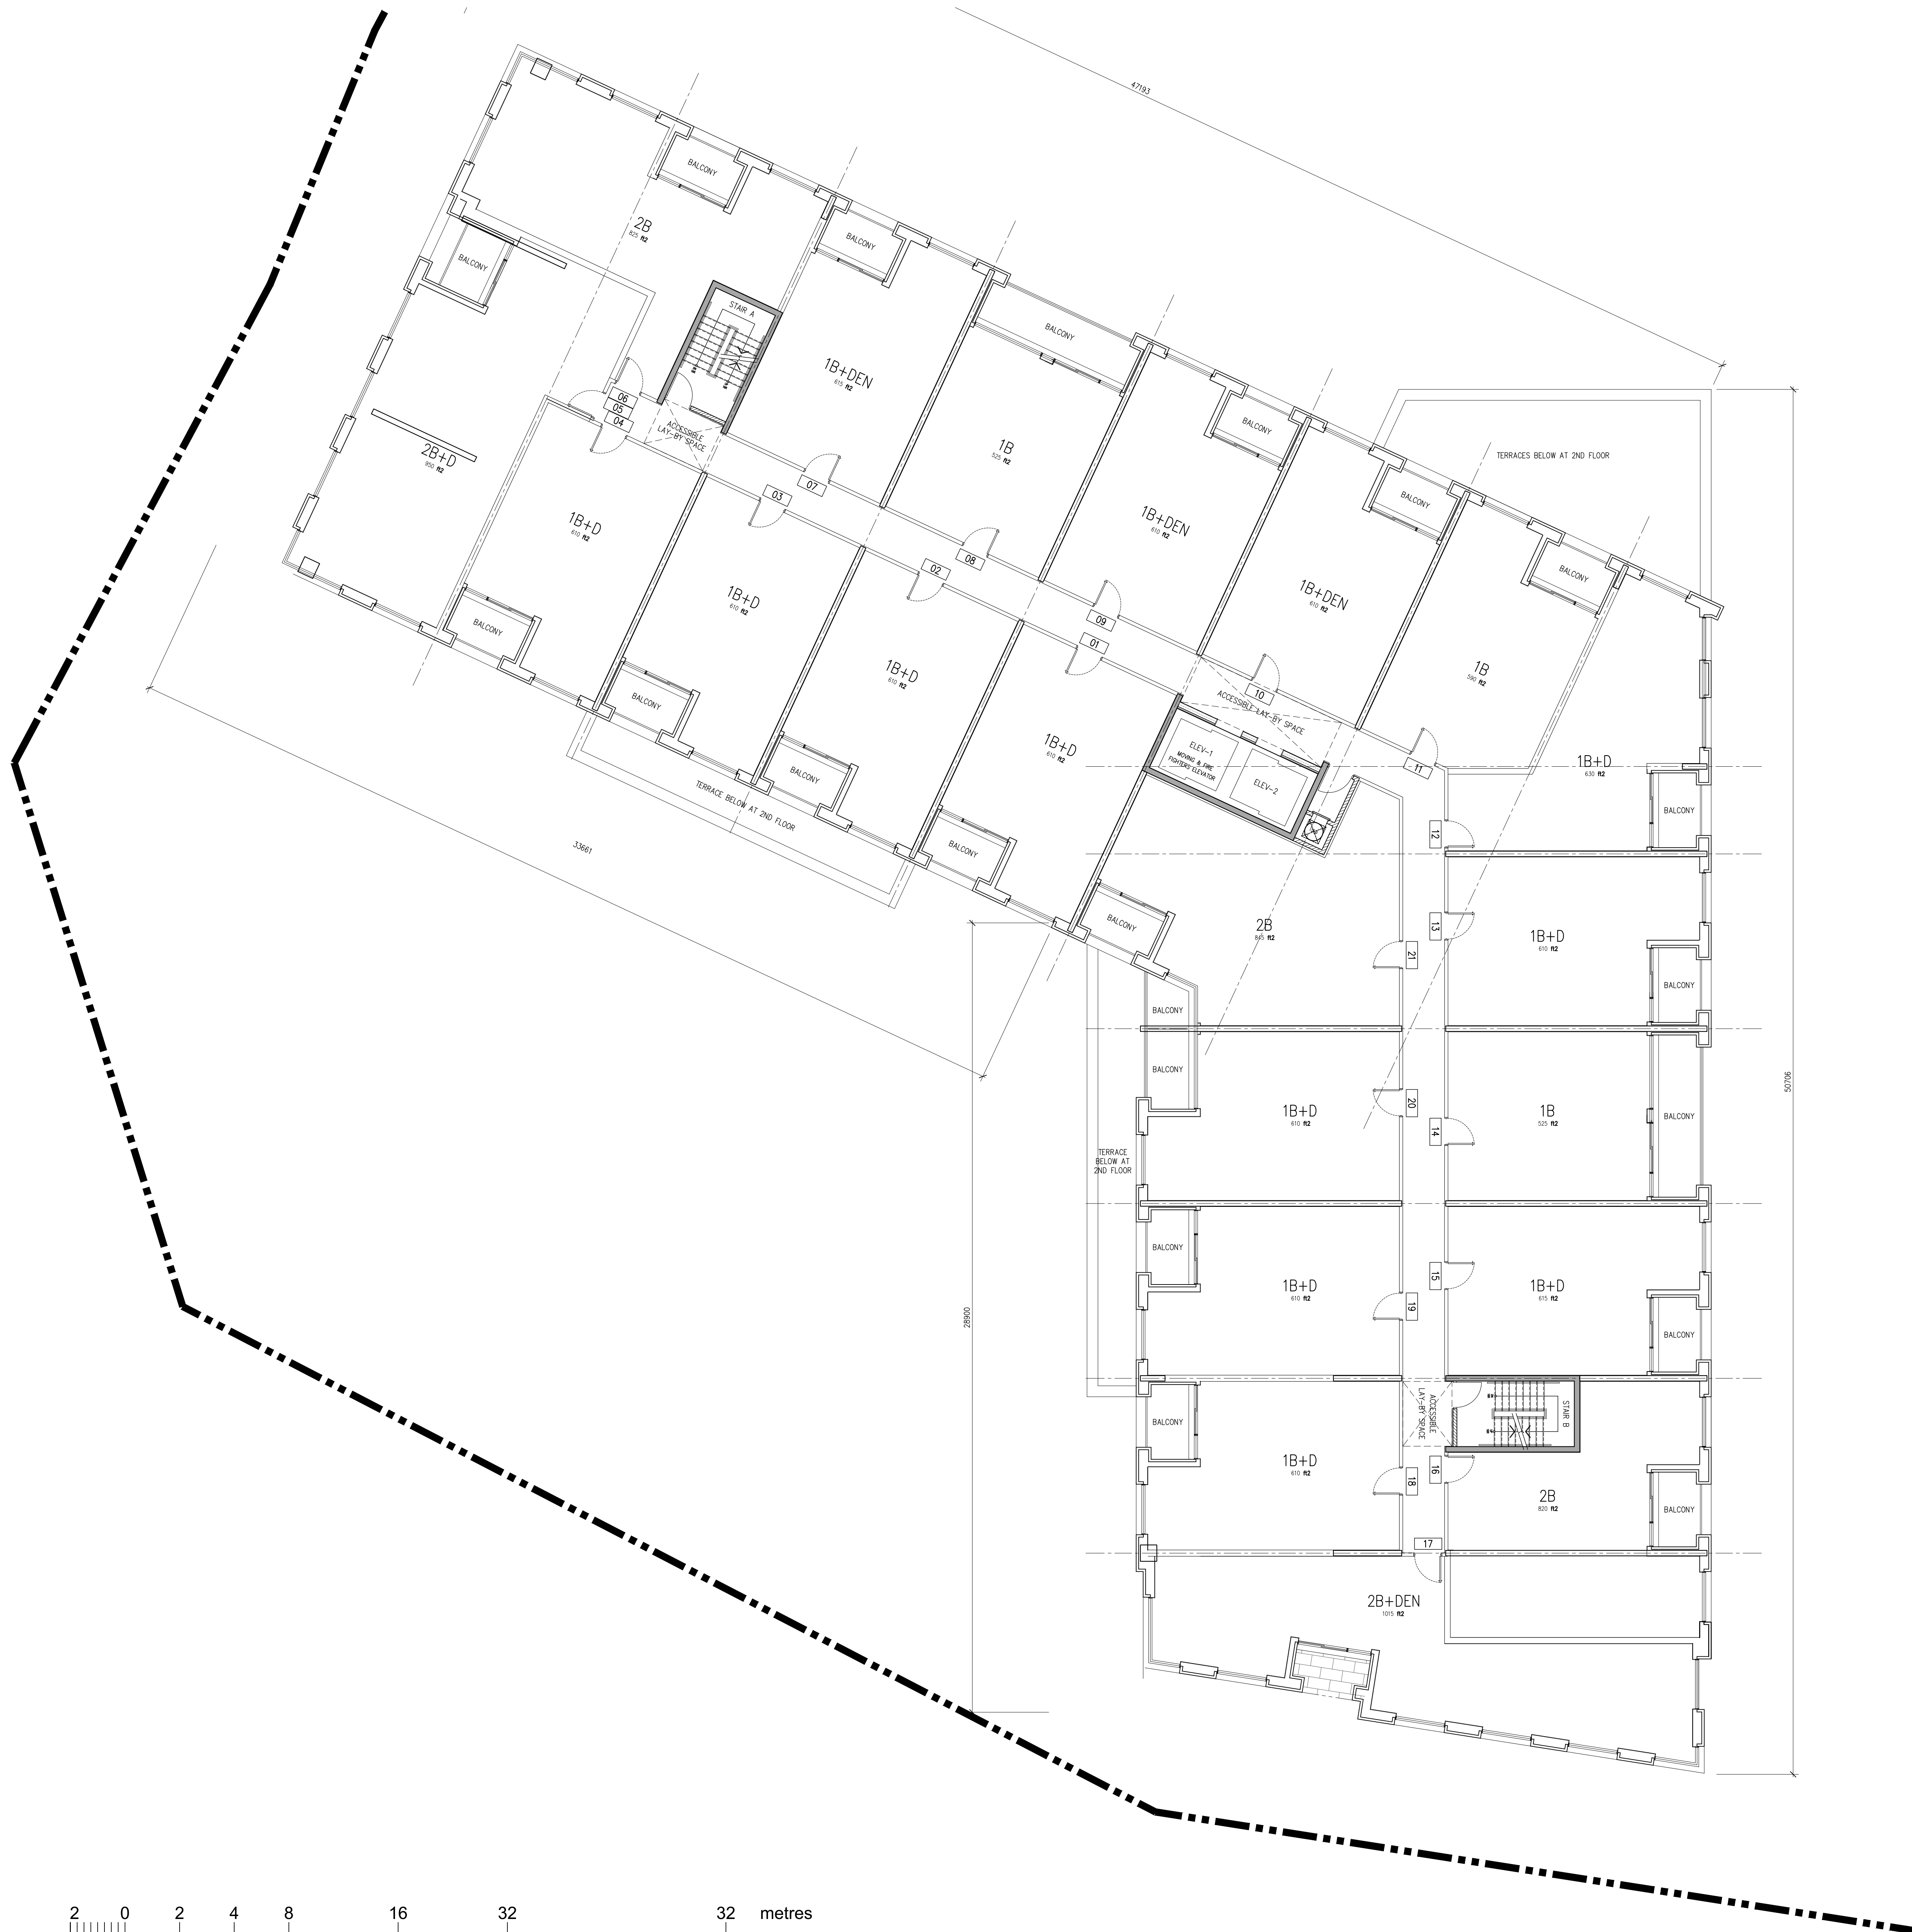 47193
BALCONY
2B
825 ft2
BALCONY
BALCONY
STAIR A
BALCONY
1B+DEN
615 ft2
1B
525 ft2
BALCONY
BALCONY
TERRACES BELOW AT 2ND FLOOR
06
05
04
ACCESSIBLE
LAY-BY SPACE
2B+D
950 ft2
07
03
1B+D
610 ft2
1B+DEN
610 ft2
08
02
BALCONY
1B+D
610 ft2
1B+DEN
610 ft2
09
01
BALCONY
1B+D
610 ft2
1B
590 ft2
10
ACCESSIBLE LAY-BY SPACE
BALCONY
1B+D
610 ft2
ELEV-1
MOVING & FIRE
FIGHTERS ELEVATOR
ELEV-2
11
1B+D
630 ft2
BALCONY
TERRACE BELOW AT 2ND FLOOR
BALCONY
33661
12
BALCONY
BALCONY
2B
845 ft2
13
21
1B+D
610 ft2
BALCONY
BALCONY
BALCONY
50706
20
14
1B+D
610 ft2
1B
525 ft2
BALCONY
TERRACE
BELOW AT
2ND FLOOR
BALCONY
15
19
1B+D
610 ft2
1B+D
615 ft2
28900
BALCONY
BALCONY
ACCESSIBLE
LAY-BY SPACE
STAIR B
1B+D
610 ft2
18
16
2B
820 ft2
BALCONY
17
2B+DEN
1015 ft2
2 0 2 4 8 16 32 32 metres